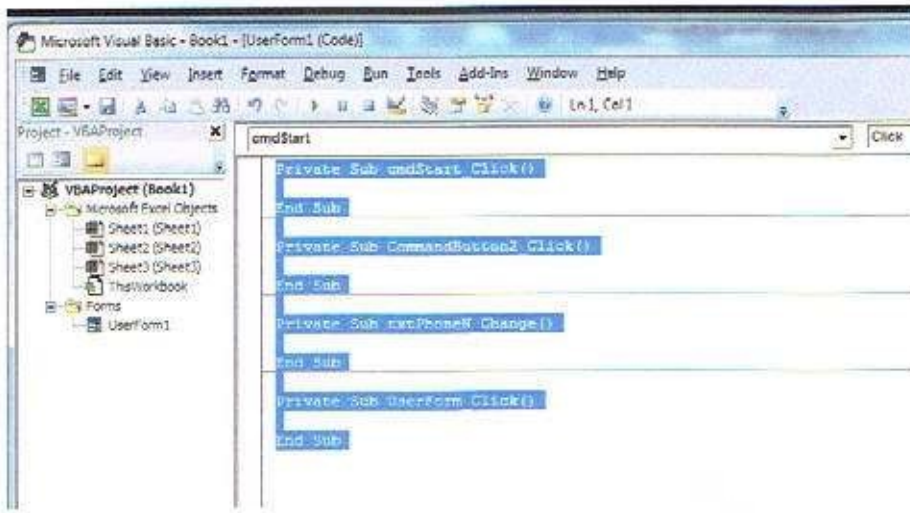 Microsoft Visual Basic - Book1 - [UserForm1 (Code)]
File Edit View Insert Format Debug Run Tools Add-Ins Window Help
Ln 1, Col 1
Project - VBAProject
cmdStart
Click
VBAProject (Book1)
Microsoft Excel Objects
Sheet1 (Sheet1)
Sheet2 (Sheet2)
Sheet3 (Sheet3)
ThisWorkbook
Forms
UserForm1
Private Sub cmdStart_Click()
End Sub
Private Sub CommandButton2_Click()
End Sub
Private Sub txtPhoneN_Change()
End Sub
Private Sub UserForm_Click()
End Sub